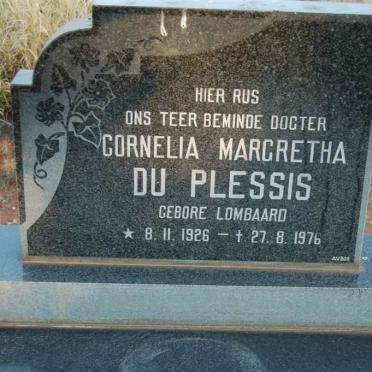 HIER RUS
ONS TEER BEMINDE DOGTER
CORNELIA MARGRETHA
DU PLESSIS
GEBORE LOMBAARD
★ 8. 11. 1926 — † 27. 8. 1976